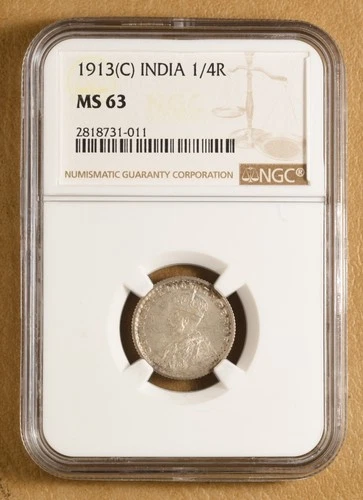 1913(C) INDIA 1/4R
MS 63
2818731-011
NUMISMATIC GUARANTY CORPORATION
NGC®